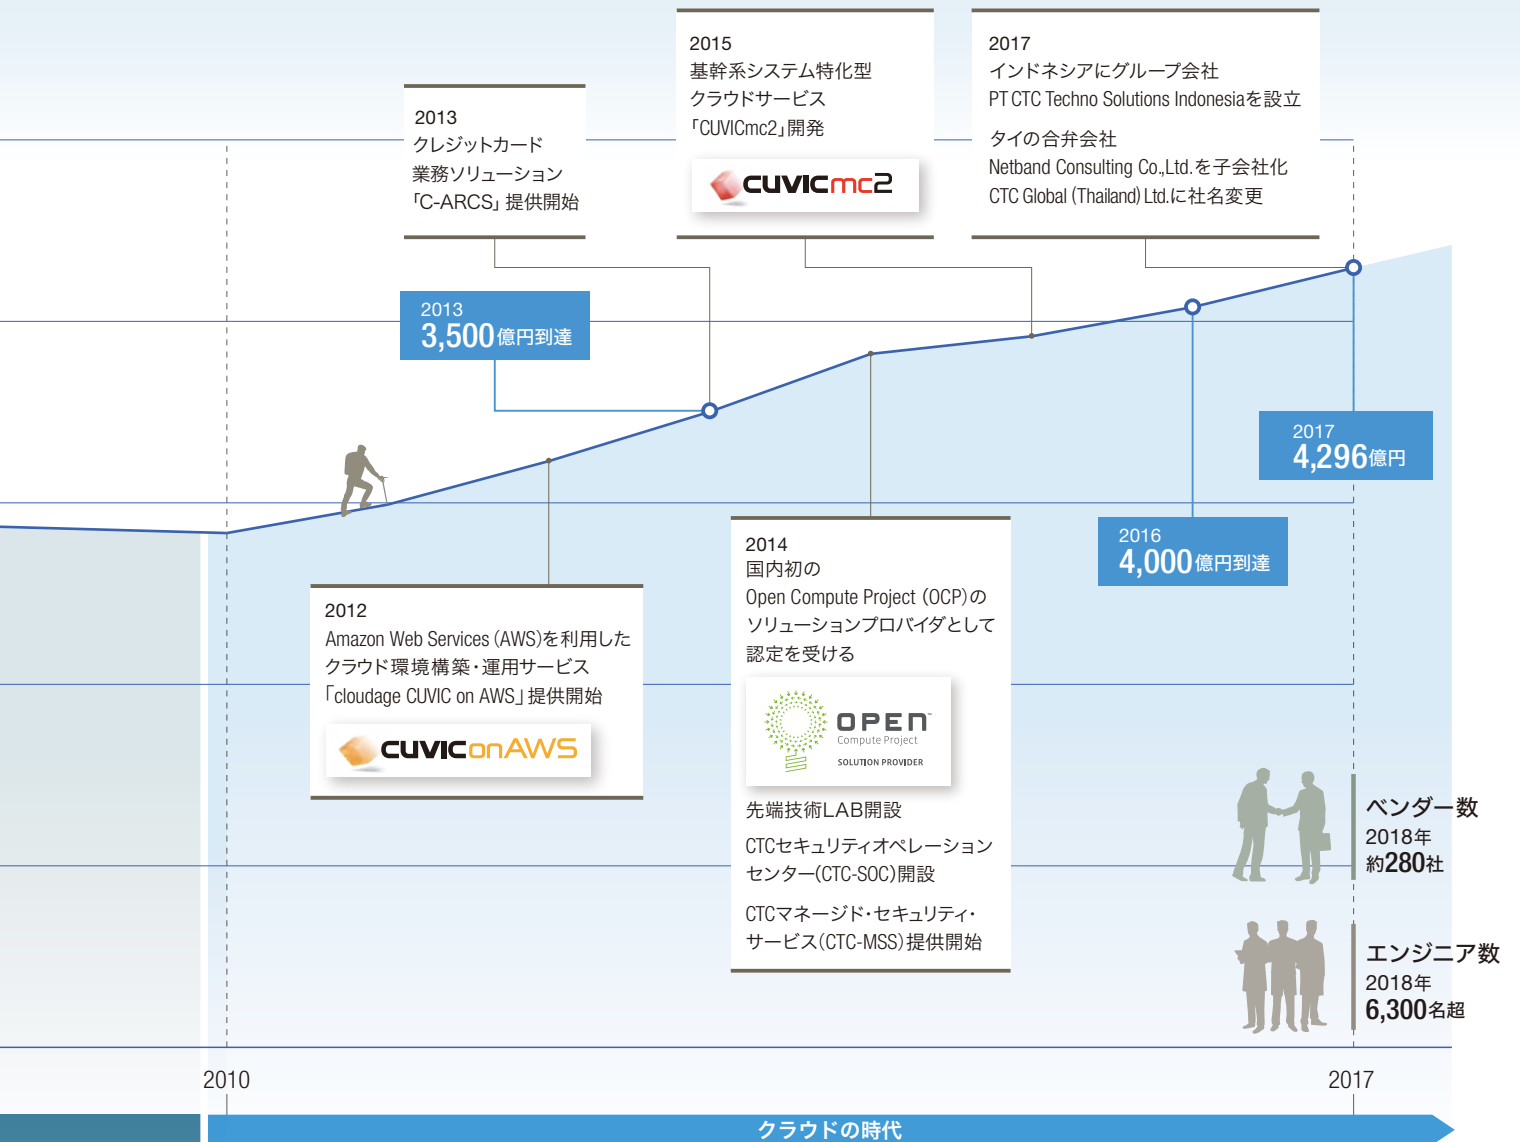 2013
クレジットカード
業務ソリューション
「C-ARCS」提供開始
2015
基幹系システム特化型
クラウドサービス
「CUVICmc2」開発
CUVICmc2
2017
インドネシアにグループ会社
PT CTC Techno Solutions Indonesiaを設立
タイの合弁会社
Netband Consulting Co.,Ltd.を子会社化
CTC Global (Thailand) Ltd.に社名変更
2013
3,500億円到達
2017
4,296億円
2016
4,000億円到達
2012
Amazon Web Services (AWS)を利用した
クラウド環境構築・運用サービス
「cloudage CUVIC on AWS」提供開始
CUVIC on AWS
2014
国内初の
Open Compute Project (OCP)の
ソリューションプロバイダとして
認定を受ける
OPEN™
Compute Project
SOLUTION PROVIDER
先端技術LAB開設
CTCセキュリティオペレーション
センター(CTC-SOC)開設
CTCマネージド・セキュリティ・
サービス(CTC-MSS)提供開始
ベンダー数
2018年
約280社
エンジニア数
2018年
6,300名超
2010
2017
クラウドの時代